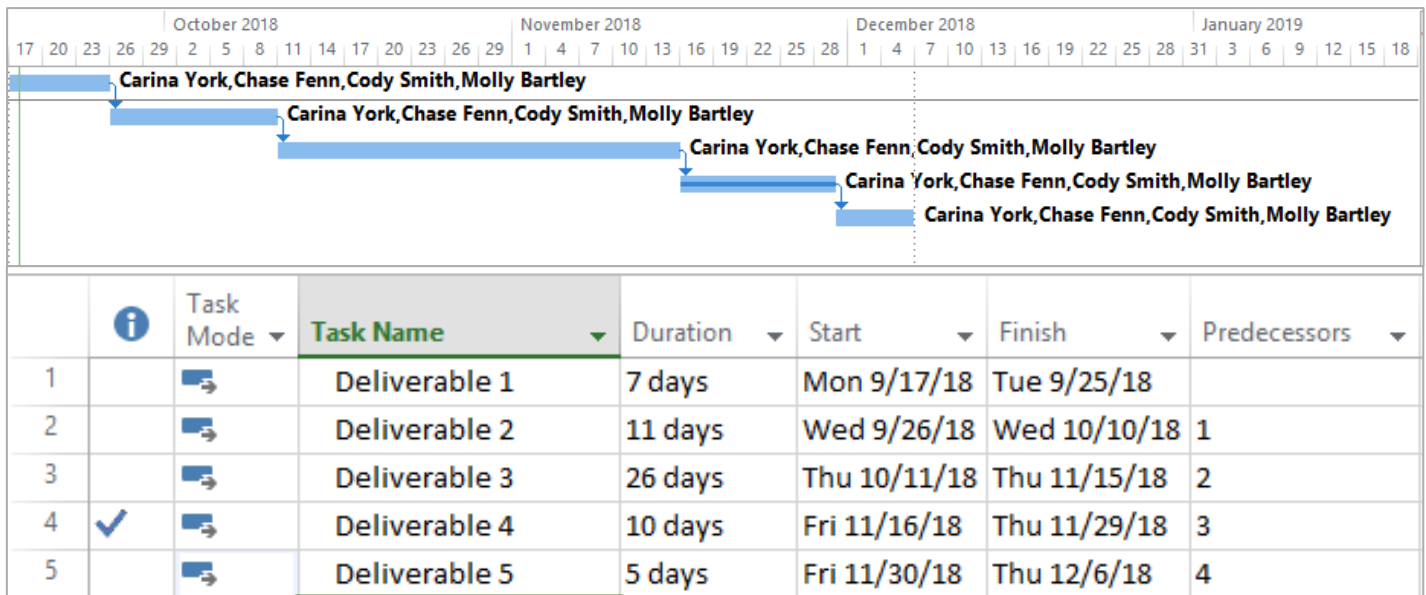 October 2018 November 2018 December 2018 January 2019
17 20 23 26 29 2 5 8 11 14 17 20 23 26 29 1 4 7 10 13 16 19 22 25 28 1 4 7 10 13 16 19 22 25 28 31 3 6 9 12 15 18
Carina York,Chase Fenn,Cody Smith,Molly Bartley
Carina York,Chase Fenn,Cody Smith,Molly Bartley
Carina York,Chase Fenn,Cody Smith,Molly Bartley
Carina York,Chase Fenn,Cody Smith,Molly Bartley
Carina York,Chase Fenn,Cody Smith,Molly Bartley
Task
Mode Task Name Duration Start Finish Predecessors
1 Deliverable 1 7 days Mon 9/17/18 Tue 9/25/18
2 Deliverable 2 11 days Wed 9/26/18 Wed 10/10/18 1
3 Deliverable 3 26 days Thu 10/11/18 Thu 11/15/18 2
4 Deliverable 4 10 days Fri 11/16/18 Thu 11/29/18 3
5 Deliverable 5 5 days Fri 11/30/18 Thu 12/6/18 4